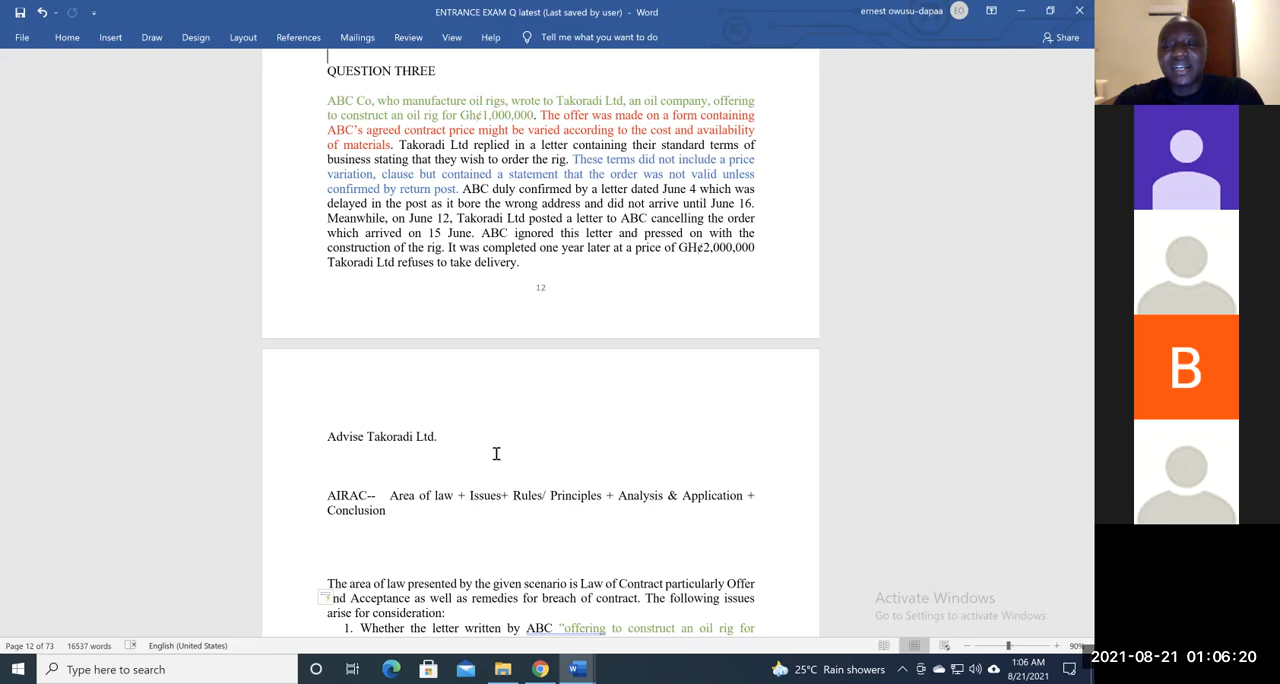 ENTRANCE EXAM Q latest (Last saved by user) - Word
ernest owusu-dapaa
EO
File Home Insert Draw Design Layout References Mailings Review View Help Tell me what you want to do
Share
QUESTION THREE
ABC Co, who manufacture oil rigs, wrote to Takoradi Ltd, an oil company, offering
to construct an oil rig for Gh¢1,000,000. The offer was made on a form containing
ABC's agreed contract price might be varied according to the cost and availability
of materials. Takoradi Ltd replied in a letter containing their standard terms of
business stating that they wish to order the rig. These terms did not include a price
variation, clause but contained a statement that the order was not valid unless
confirmed by return post. ABC duly confirmed by a letter dated June 4 which was
delayed in the post as it bore the wrong address and did not arrive until June 16.
Meanwhile, on June 12, Takoradi Ltd posted a letter to ABC cancelling the order
which arrived on 15 June. ABC ignored this letter and pressed on with the
construction of the rig. It was completed one year later at a price of GH¢2,000,000
Takoradi Ltd refuses to take delivery.
12
Advise Takoradi Ltd.
AIRAC-- Area of law + Issues+ Rules/ Principles + Analysis & Application +
Conclusion
The area of law presented by the given scenario is Law of Contract particularly Offer
nd Acceptance as well as remedies for breach of contract. The following issues
arise for consideration:
1. Whether the letter written by ABC "offering to construct an oil rig for
Activate Windows
Go to Settings to activate Windows.
B
Page 12 of 73 16537 words English (United States)
90%
Type here to search
25°C Rain showers
1:06 AM
8/21/2021
2021-08-21 01:06:20